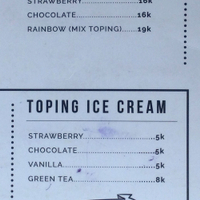 STRAWBERRY..................16k
CHOCOLATE...................16k
RAINBOW (MIX TOPING)....19k
TOPING ICE CREAM
STRAWBERRY....................5k
CHOCOLATE......................5k
VANILLA............................5k
GREEN TEA.......................8k